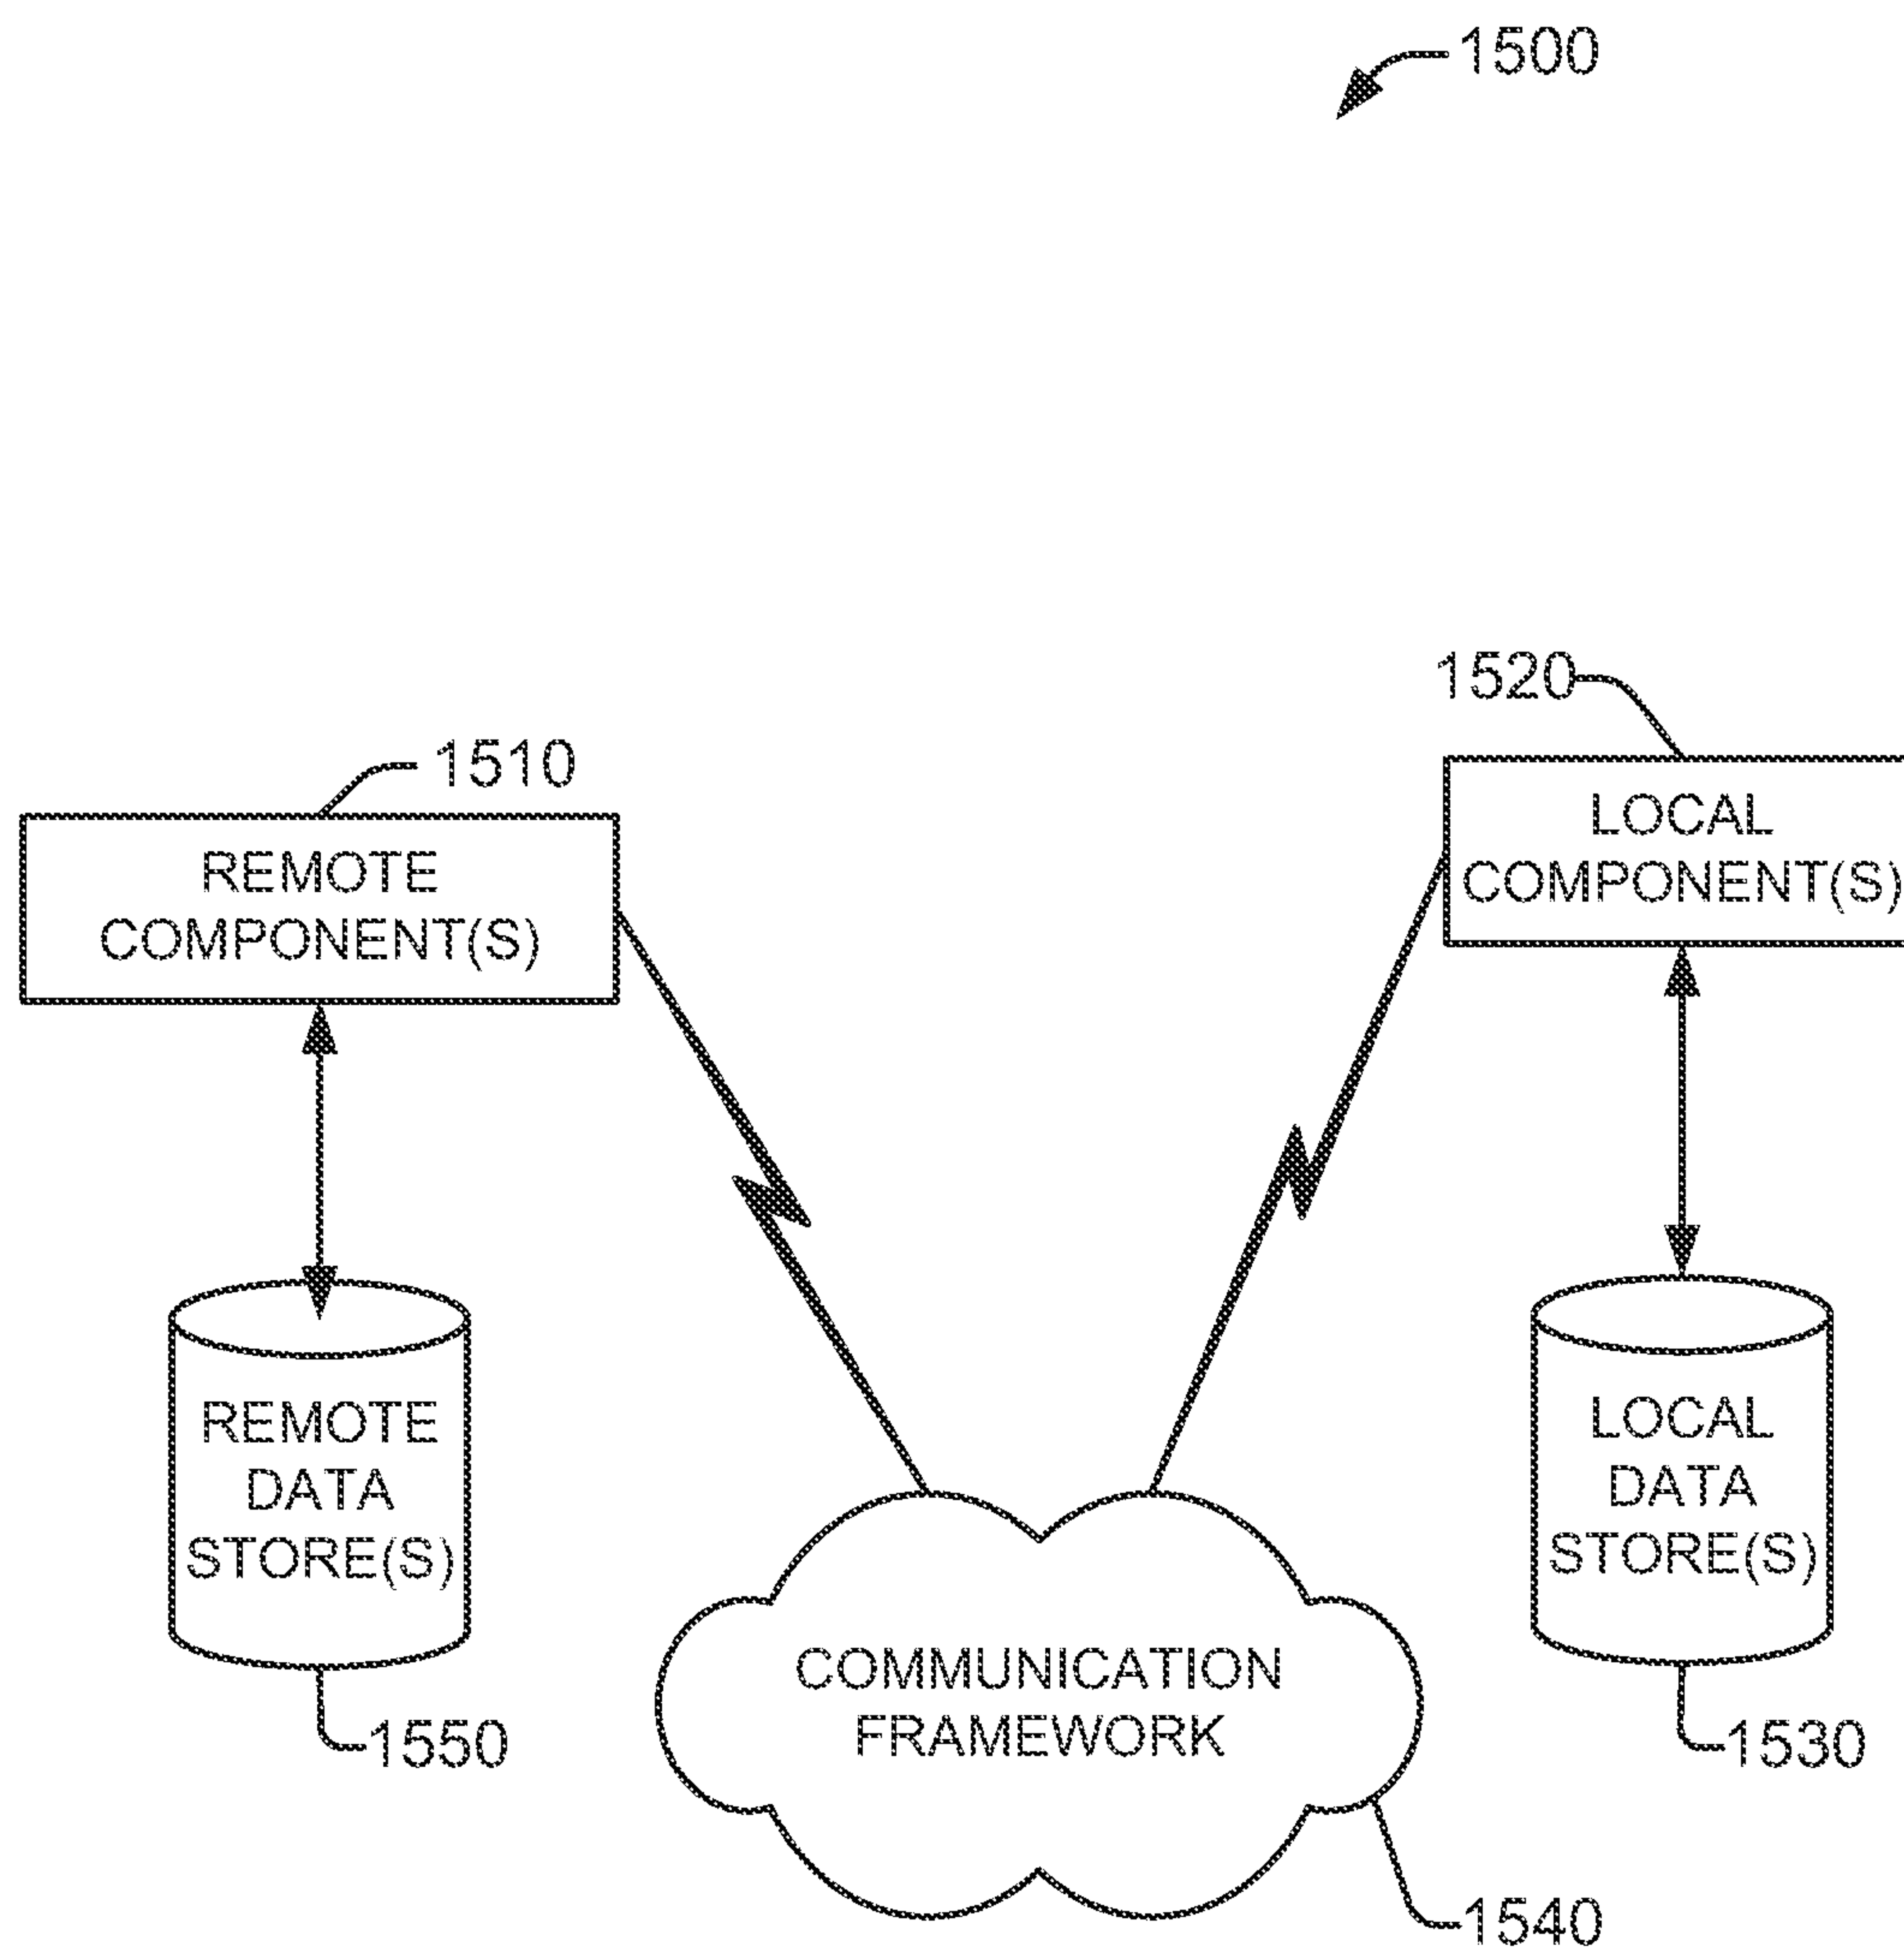 1500
1520
1510
LOCAL
COMPONENT(S)
REMOTE
COMPONENT(S)
REMOTE
DATA
STORE(S)
LOCAL
DATA
STORE(S)
COMMUNICATION
FRAMEWORK
1550
1530
1540